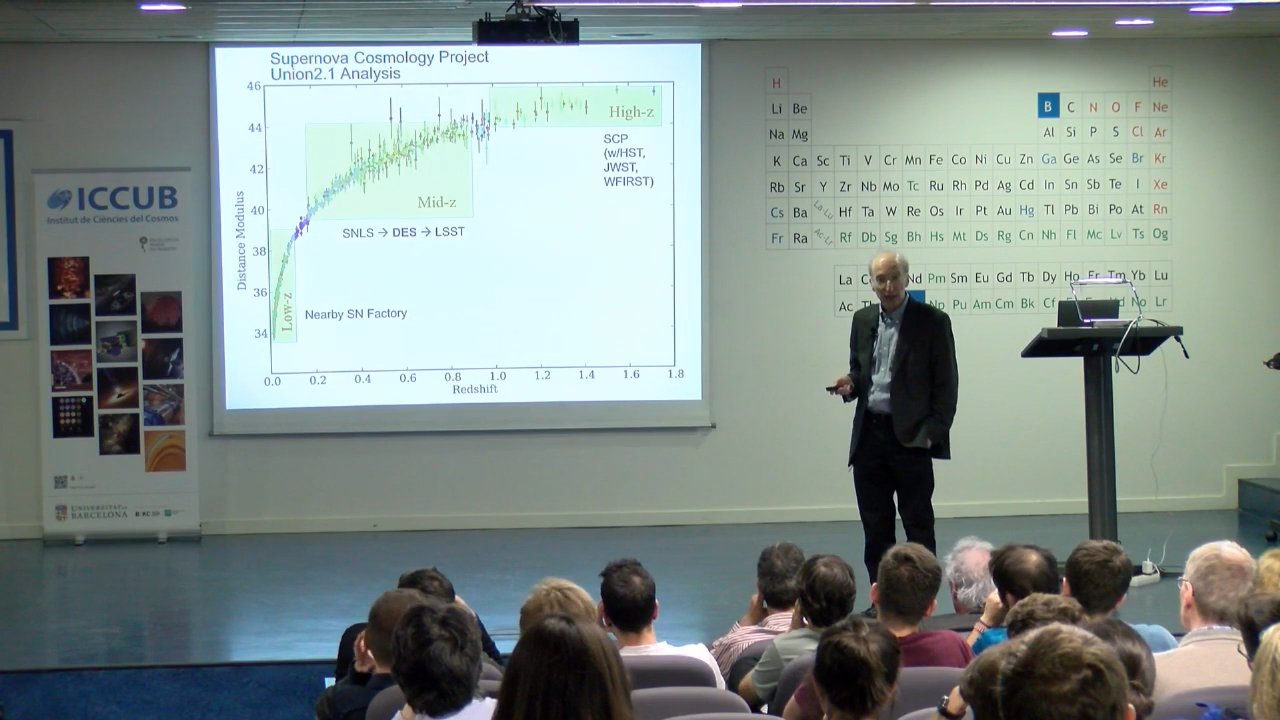 Supernova Cosmology Project
Union2.1 Analysis
46
44
42
40
38
36
34
Distance Modulus
High-z
SCP
(w/HST,
JWST,
WFIRST)
Mid-z
SNLS → DES → LSST
Low-z
Nearby SN Factory
0.0 0.2 0.4 0.6 0.8 1.0 1.2 1.4 1.6 1.8
Redshift
ICCUB
Institut de Ciències del Cosmos
UNIVERSITAT DE
BARCELONA
H He
Li Be B C N O F Ne
Na Mg Al Si P S Cl Ar
K Ca Sc Ti V Cr Mn Fe Co Ni Cu Zn Ga Ge As Se Br Kr
Rb Sr Y Zr Nb Mo Tc Ru Rh Pd Ag Cd In Sn Sb Te I Xe
Cs Ba La-Lu Hf Ta W Re Os Ir Pt Au Hg Tl Pb Bi Po At Rn
Fr Ra Ac-Lr Rf Db Sg Bh Hs Mt Ds Rg Cn Nh Fl Mc Lv Ts Og
La Nd Pm Sm Eu Gd Tb Dy Ho Er Tm Yb Lu
Ac Np Pu Am Cm Bk Cf No Lr